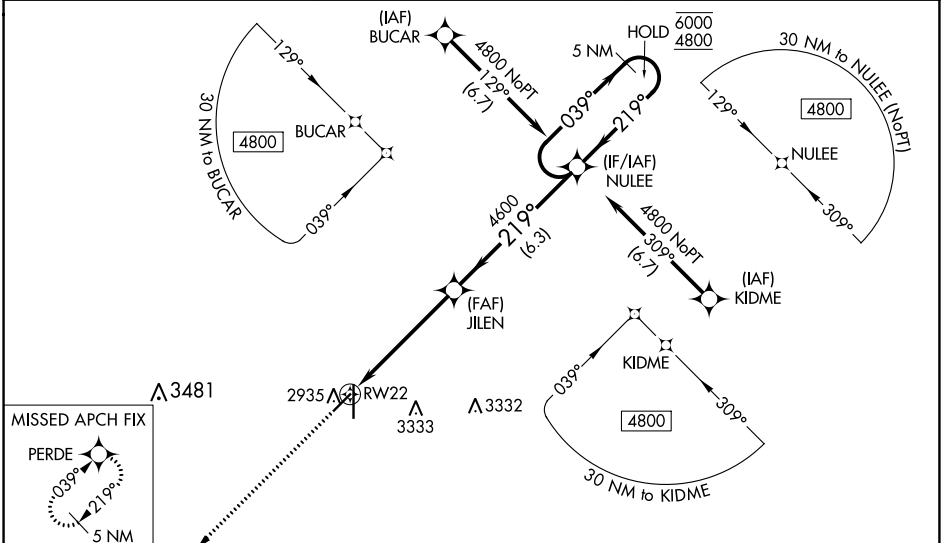 (IAF)
BUCAR
4800 NoPT
129°
(6.7)
HOLD
6000
4800
5 NM
039°
219°
30 NM to NULEE (NoPT)
129°
4800
NULEE
309°
129°
30 NM to BUCAR
4800
BUCAR
039°
(IF/IAF)
NULEE
4600
219°
(6.3)
4800 NoPT
309°
(6.7)
(IAF)
KIDME
(FAF)
JILEN
KIDME
039°
309°
4800
30 NM to KIDME
3481
2935
RW22
3333
3332
MISSED APCH FIX
PERDE
039°
219°
5 NM